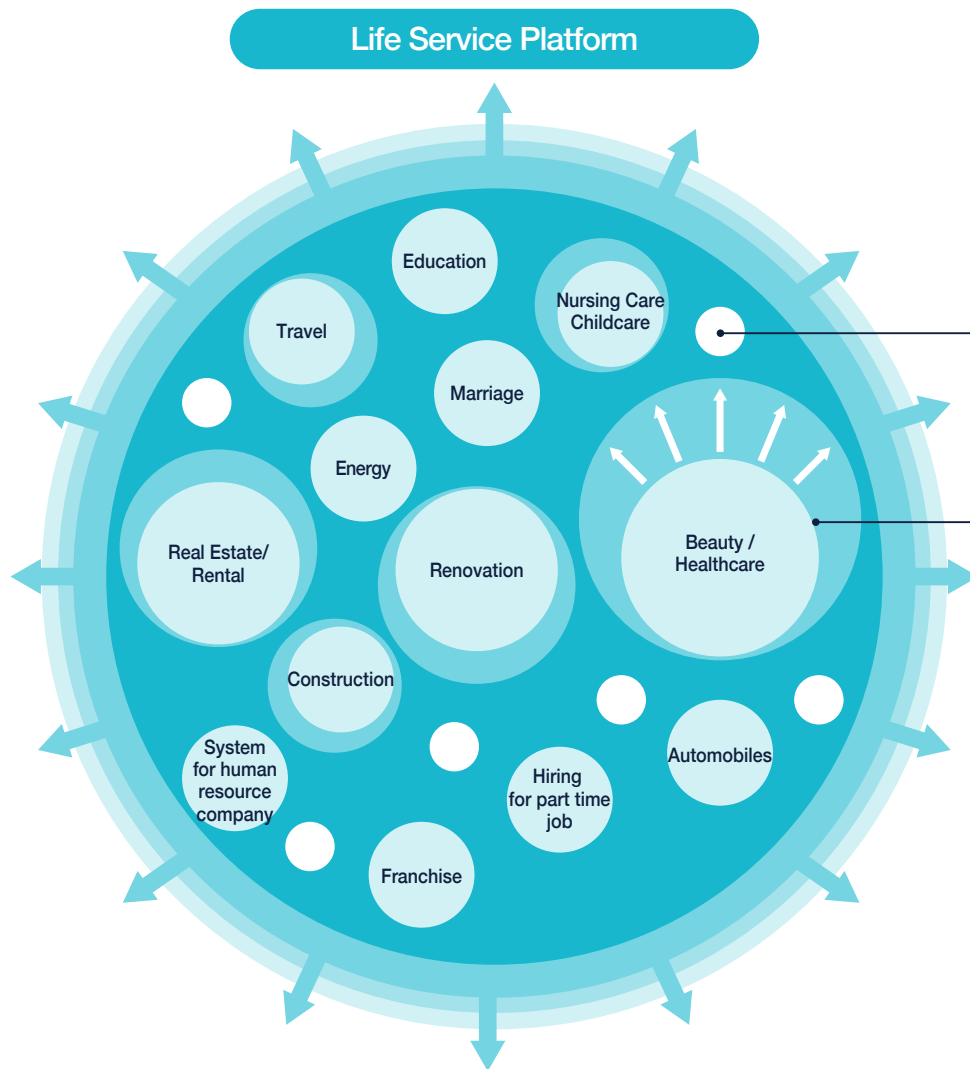 Life Service Platform
Education
Nursing Care
Childcare
Travel
Marriage
Energy
Real Estate/
Rental
Renovation
Beauty /
Healthcare
Construction
System
for human
resource
company
Hiring
for part time
job
Automobiles
Franchise